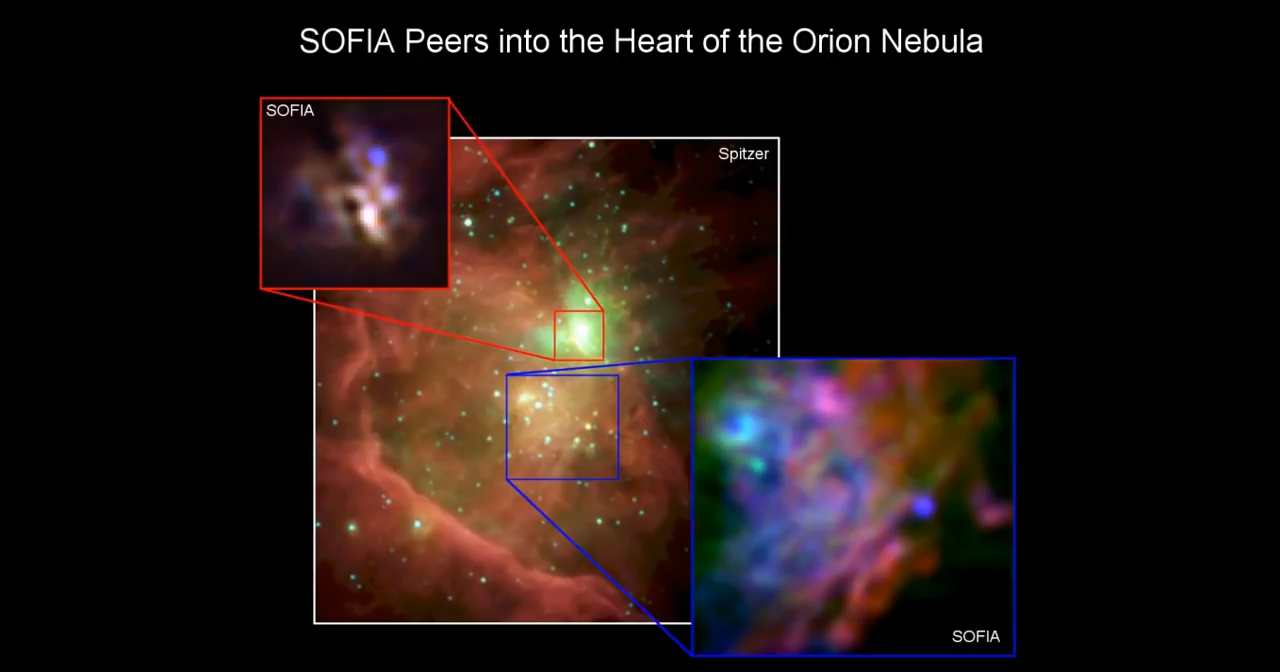 SOFIA Peers into the Heart of the Orion Nebula
SOFIA
Spitzer
SOFIA